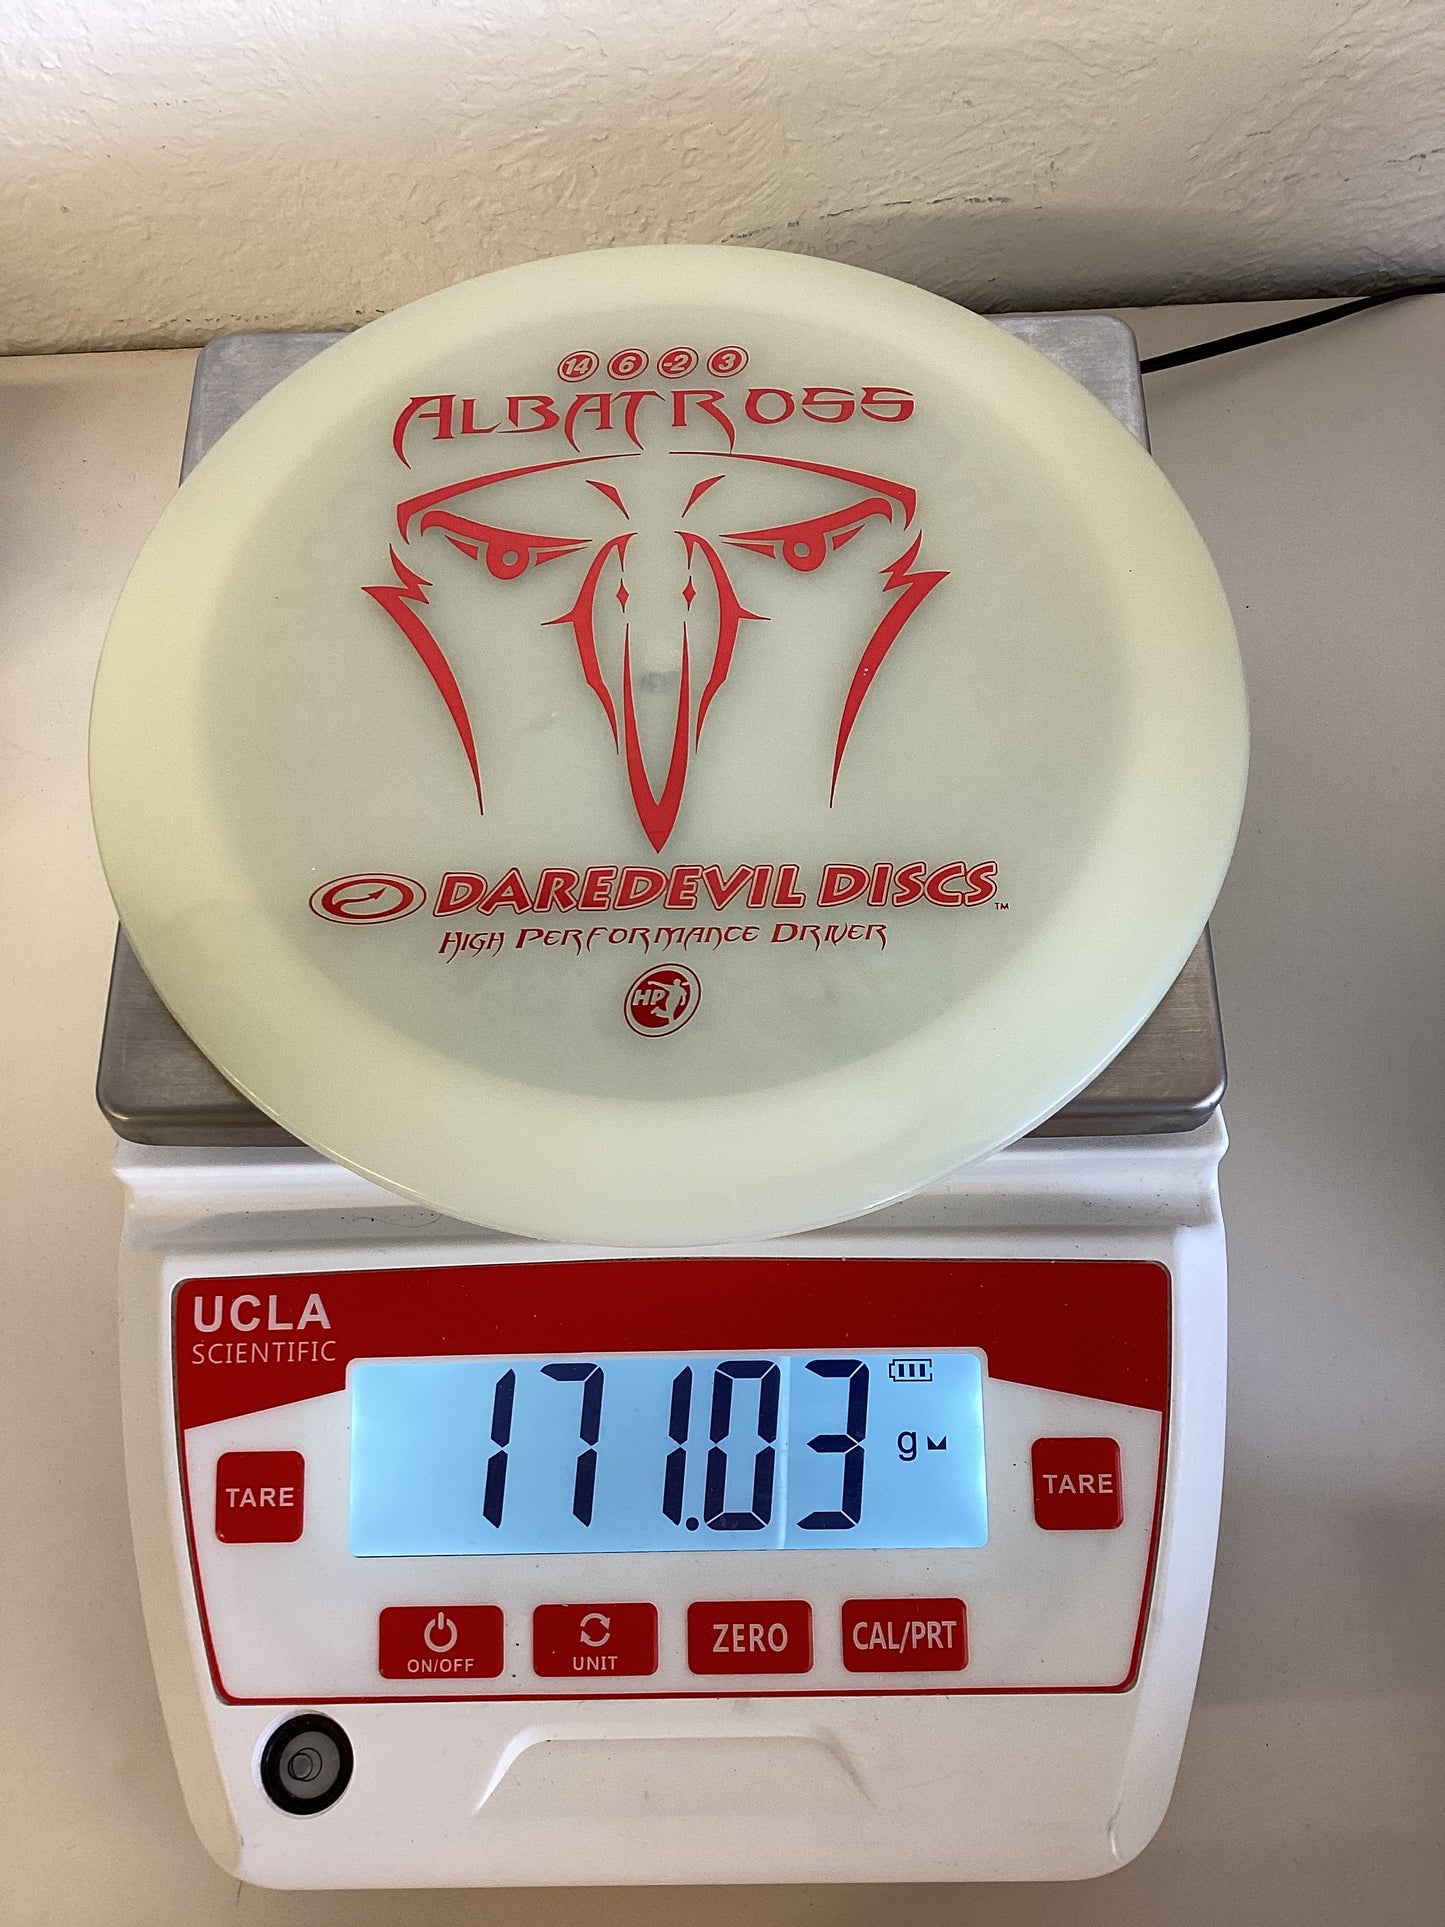 14 6 -2 3
ALBATROSS
DAREDEVIL DISCS™
HIGH PERFORMANCE DRIVER
HP
UCLA
SCIENTIFIC
171.03 g
TARE
TARE
ON/OFF
UNIT
ZERO
CAL/PRT